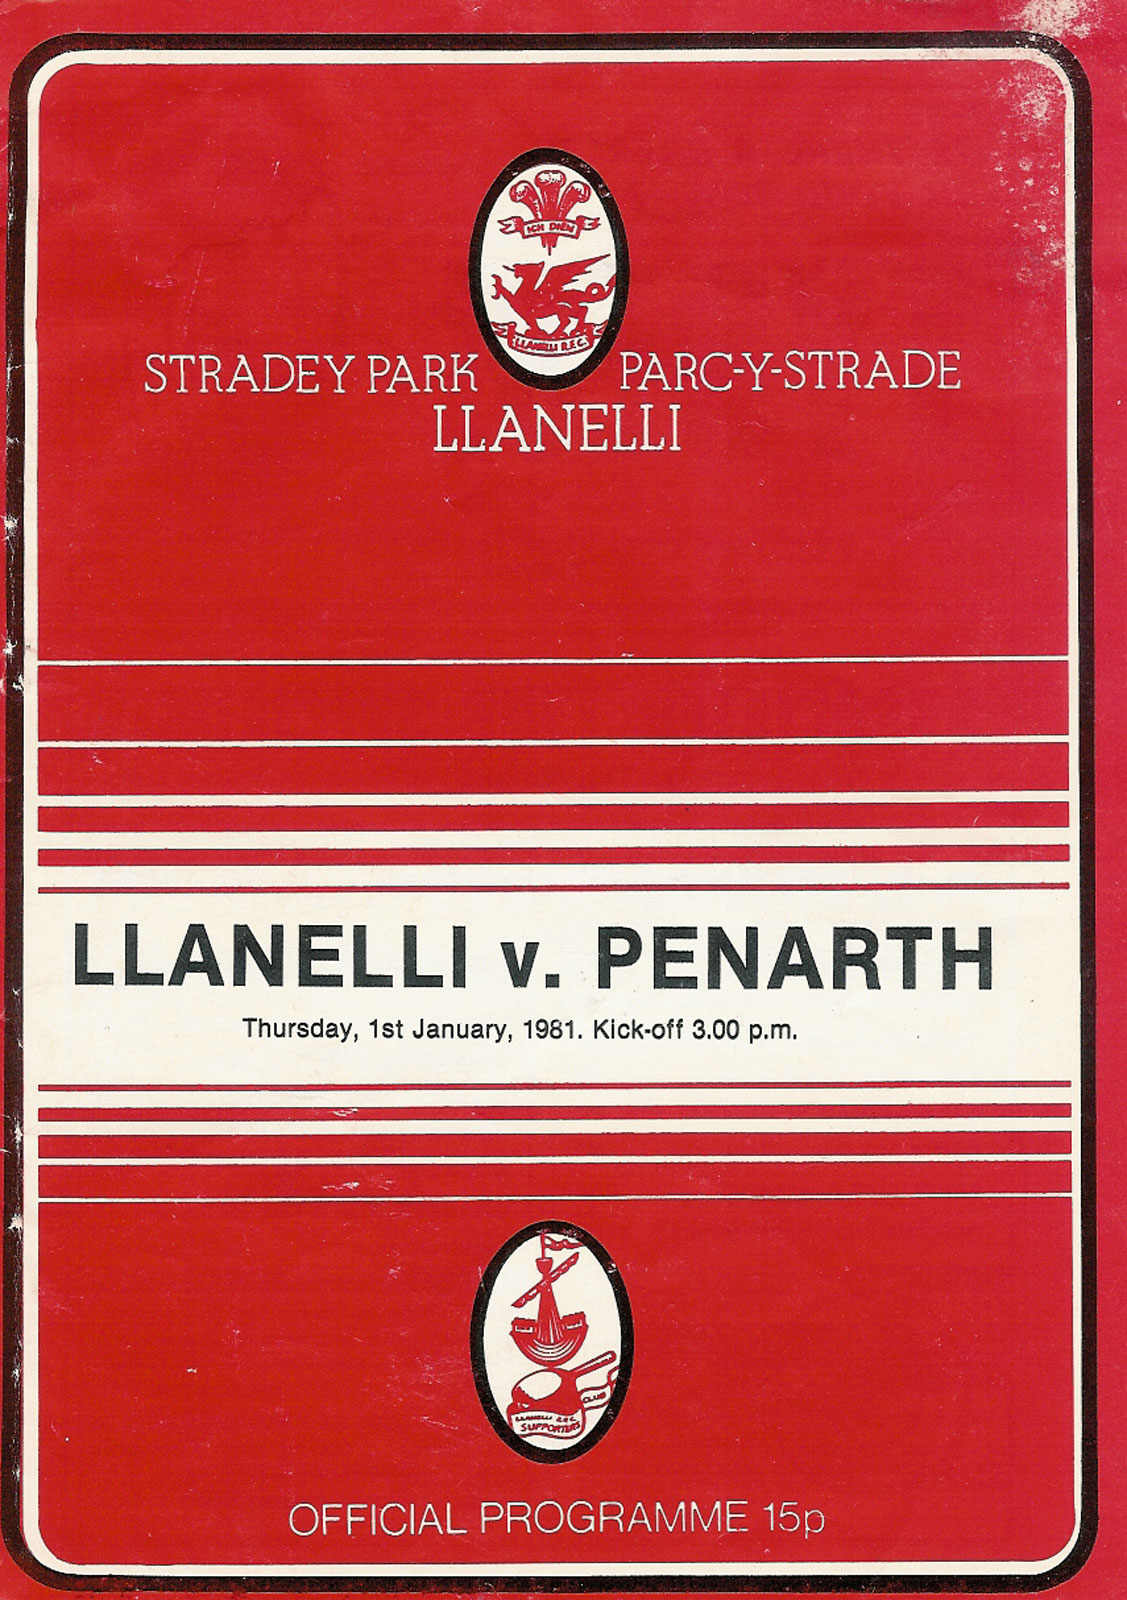 ICH DIEN
LLANELLI R.F.C.
STRADEY PARK PARC-Y-STRADE
LLANELLI
LLANELLI v. PENARTH
Thursday, 1st January, 1981. Kick-off 3.00 p.m.
CLUB
LLANELLI R.F.C.
SUPPORTERS
OFFICIAL PROGRAMME 15p